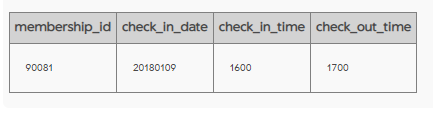 membership_id check_in_date check_in_time check_out_time
90081 20180109 1600 1700